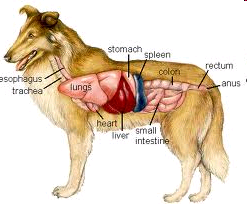 stomach
spleen
colon
rectum
anus
esophagus
trachea
lungs
heart
liver
small
intestine